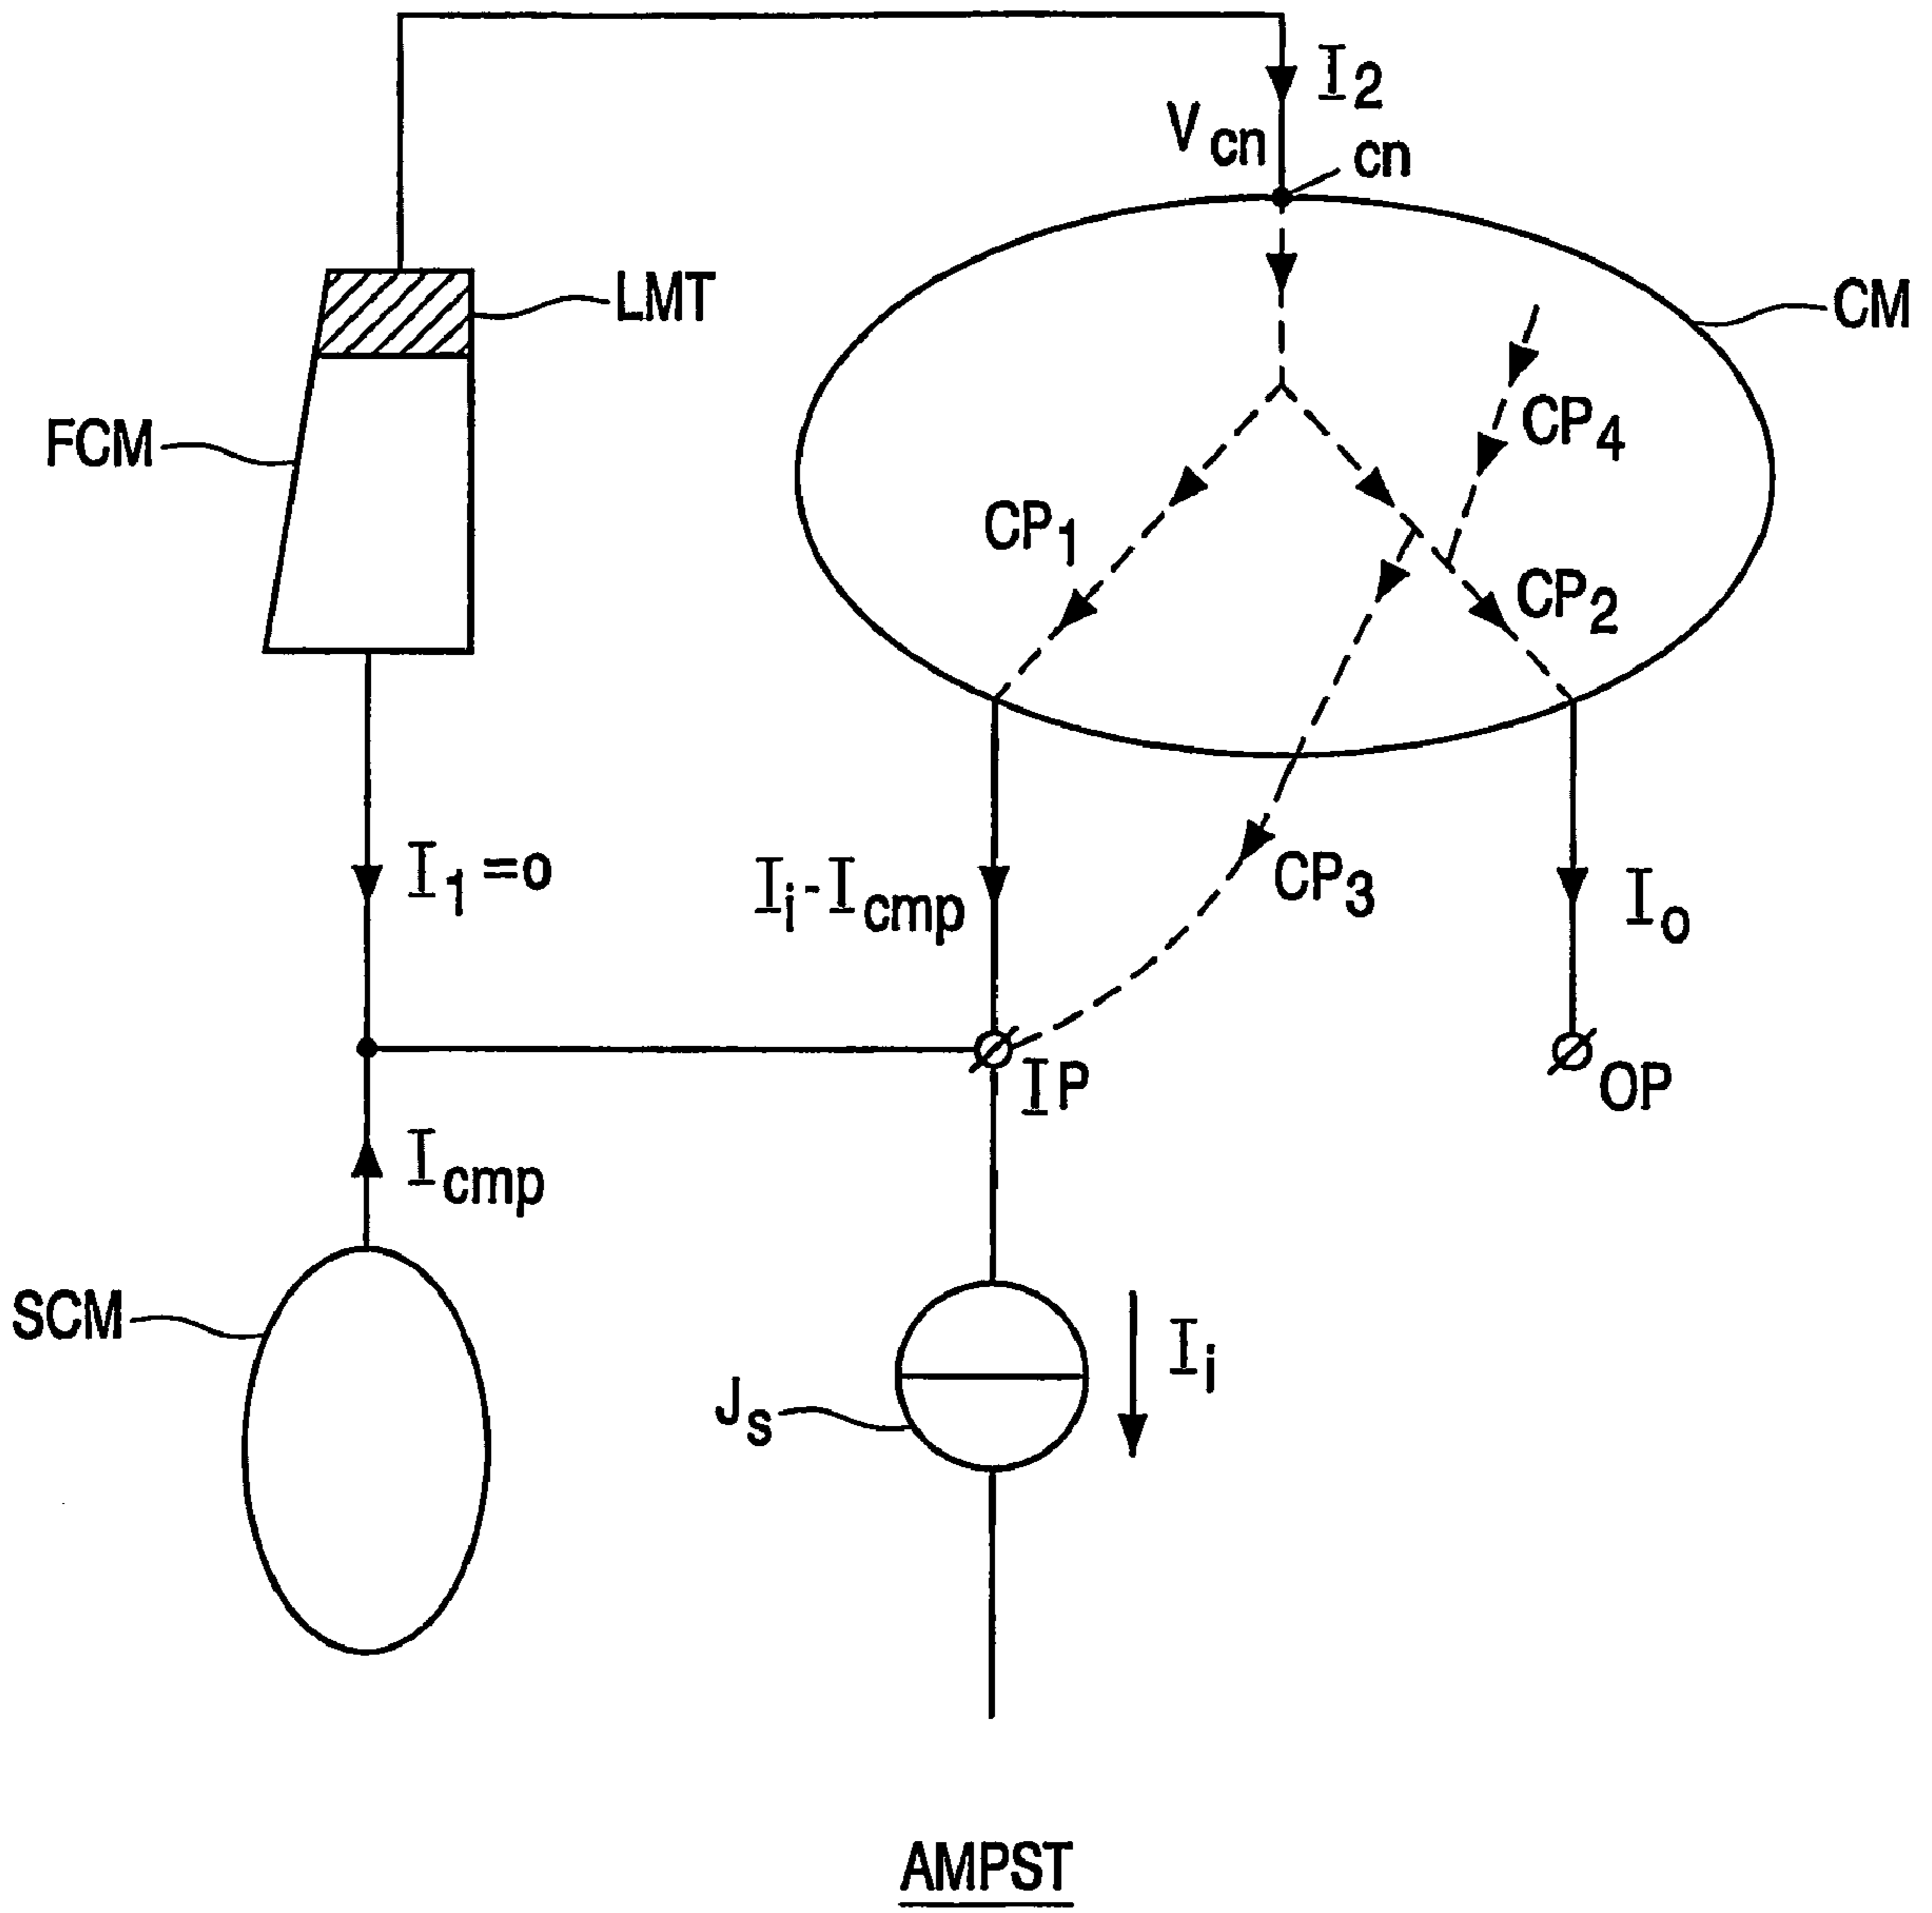 I2
Vcn
cn
LMT
CM
FCM
CP4
CP1
CP2
I1=0
Ii-Icmp
CP3
Io
IP
OP
Icmp
SCM
Ii
Js
AMPST